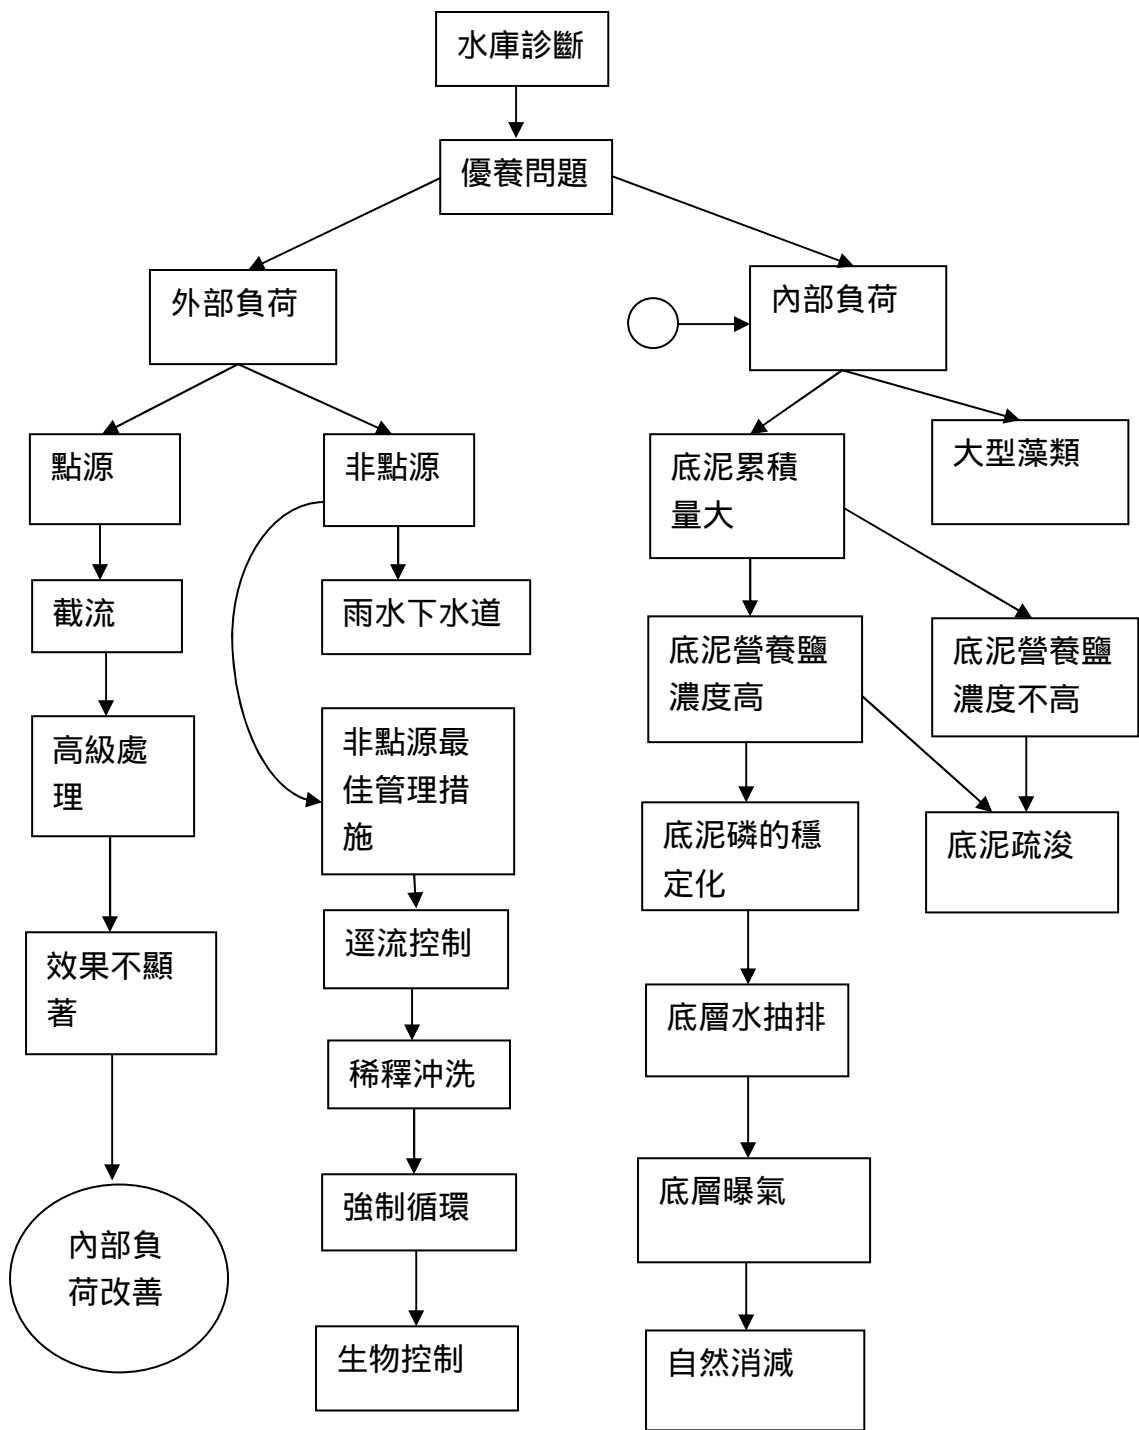 水庫診斷
優養問題
外部負荷
內部負荷
點源
非點源
底泥累積
量大
大型藻類
截流
雨水下水道
底泥營養鹽
濃度高
底泥營養鹽
濃度不高
高級處
理
非點源最
佳管理措
施
底泥磷的穩
定化
底泥疏浚
效果不顯
著
逕流控制
底層水抽排
稀釋沖洗
強制循環
底層曝氣
內部負
荷改善
生物控制
自然消減